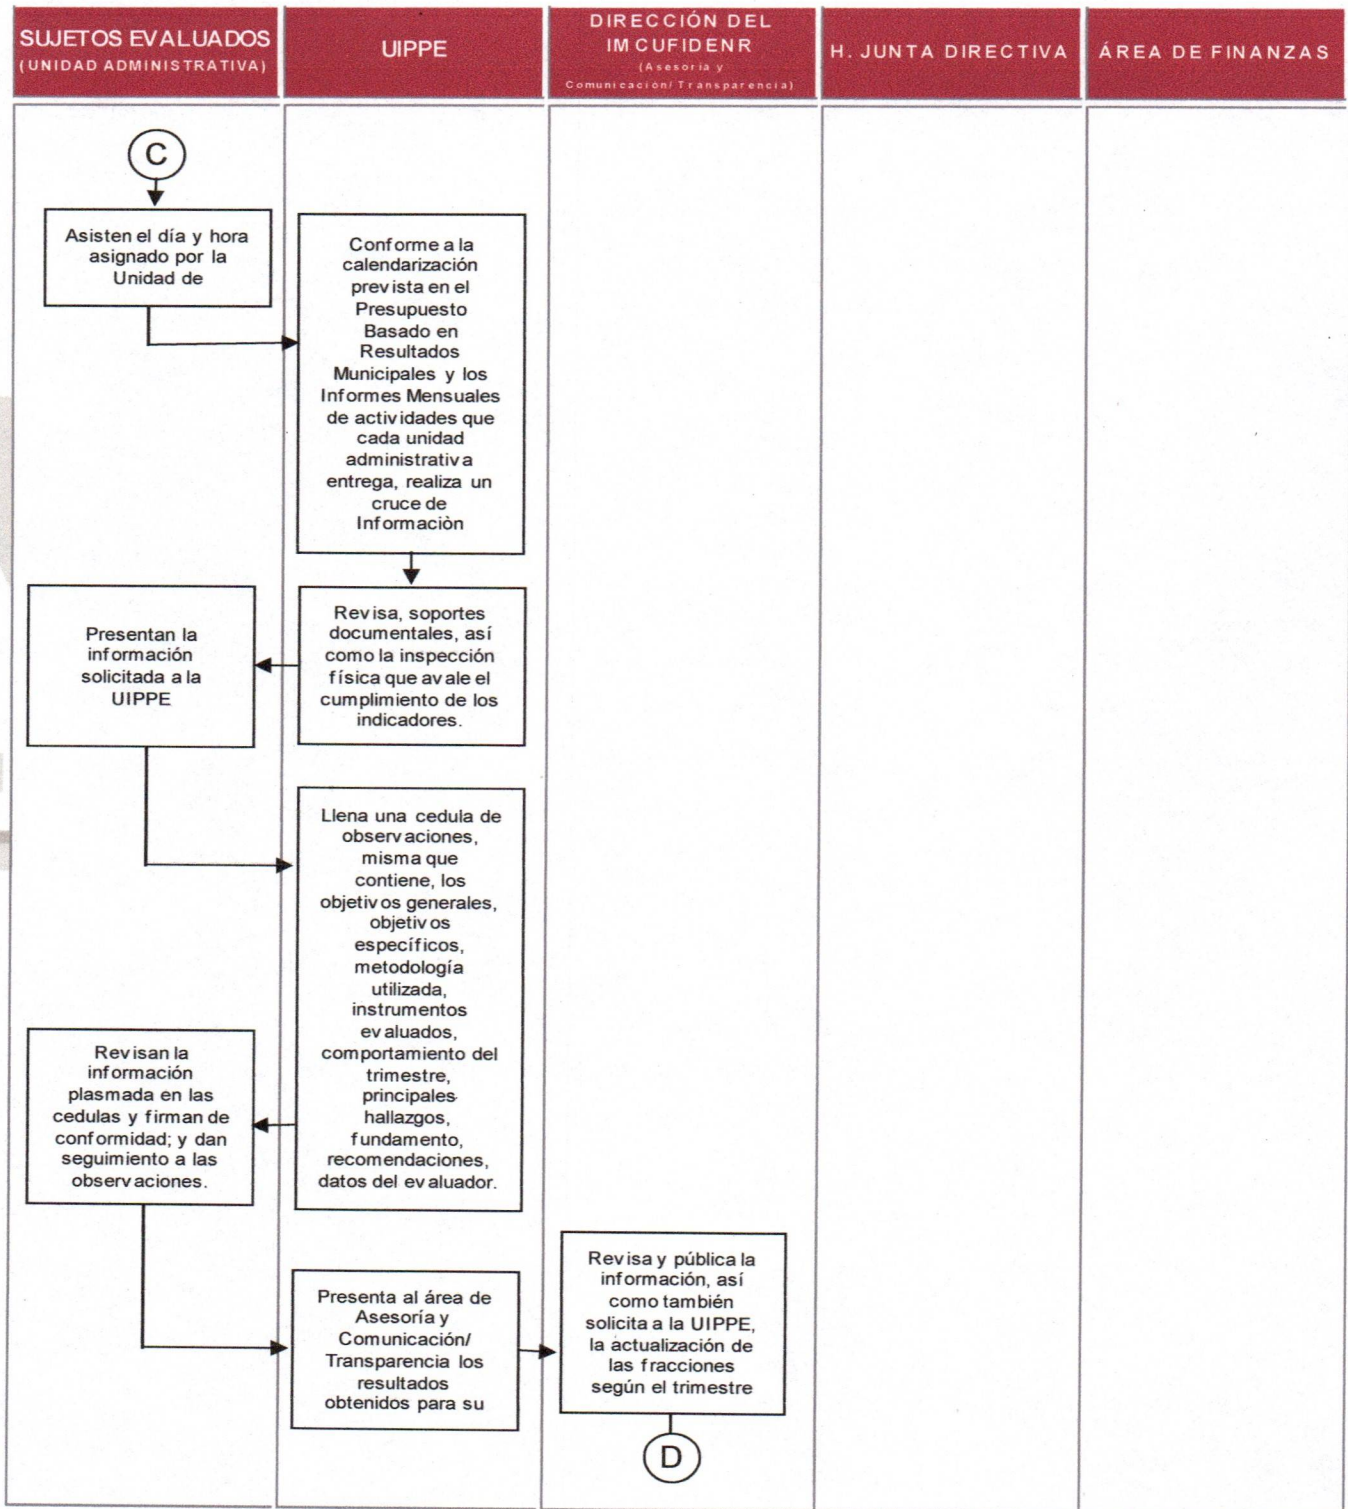 SUJETOS EVALUADOS
(UNIDAD ADMINISTRATIVA)
UIPPE
DIRECCIÓN DEL
IMCUFIDENR
(Asesoría y
Comunicación/Transparencia)
H. JUNTA DIRECTIVA
ÁREA DE FINANZAS
C
Asisten el día y hora
asignado por la
Unidad de
Conforme a la
calendarización
prevista en el
Presupuesto
Basado en
Resultados
Municipales y los
Informes Mensuales
de actividades que
cada unidad
administrativa
entrega, realiza un
cruce de
Informaciòn
Revisa, soportes
documentales, así
como la inspección
física que avale el
cumplimiento de los
indicadores.
Presentan la
información
solicitada a la
UIPPE
Llena una cedula de
observaciones,
misma que
contiene, los
objetivos generales,
objetivos
específicos,
metodología
utilizada,
instrumentos
evaluados,
comportamiento del
trimestre,
principales
hallazgos,
fundamento,
recomendaciones,
datos del evaluador.
Revisan la
información
plasmada en las
cedulas y firman de
conformidad; y dan
seguimiento a las
observaciones.
Presenta al área de
Asesoría y
Comunicación/
Transparencia los
resultados
obtenidos para su
Revisa y pública la
información, así
como también
solicita a la UIPPE,
la actualización de
las fracciones
según el trimestre
D